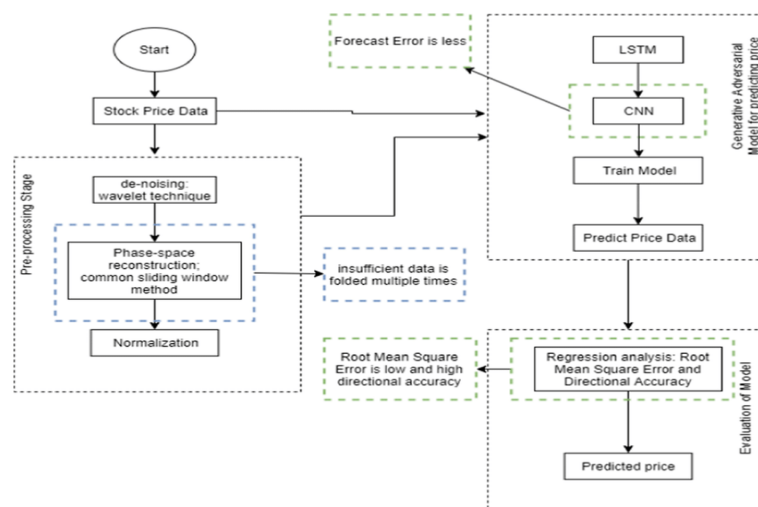 Start
Stock Price Data
Pre-processing Stage
de-noising:
wavelet technique
Phase-space
reconstruction;
common sliding window
method
Normalization
insufficient data is
folded multiple times
Forecast Error is less
LSTM
CNN
Train Model
Predict Price Data
Generative Adversarial
Model for predicting price
Root Mean Square
Error is low and high
directional accuracy
Regression analysis: Root
Mean Square Error and
Directional Accuracy
Predicted price
Evaluation of Model